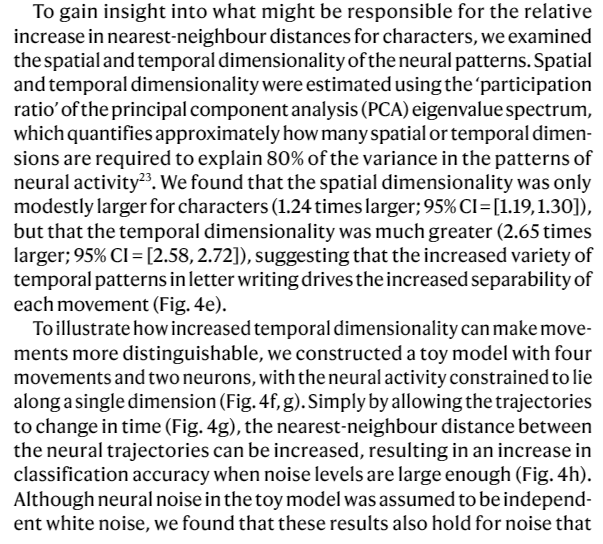 To gain insight into what might be responsible for the relative
increase in nearest-neighbour distances for characters, we examined
the spatial and temporal dimensionality of the neural patterns. Spatial
and temporal dimensionality were estimated using the ‘participation
ratio’ of the principal component analysis (PCA) eigenvalue spectrum,
which quantifies approximately how many spatial or temporal dimen-
sions are required to explain 80% of the variance in the patterns of
neural activity23. We found that the spatial dimensionality was only
modestly larger for characters (1.24 times larger; 95% CI = [1.19, 1.30]),
but that the temporal dimensionality was much greater (2.65 times
larger; 95% CI = [2.58, 2.72]), suggesting that the increased variety of
temporal patterns in letter writing drives the increased separability of
each movement (Fig. 4e).
To illustrate how increased temporal dimensionality can make move-
ments more distinguishable, we constructed a toy model with four
movements and two neurons, with the neural activity constrained to lie
along a single dimension (Fig. 4f, g). Simply by allowing the trajectories
to change in time (Fig. 4g), the nearest-neighbour distance between
the neural trajectories can be increased, resulting in an increase in
classification accuracy when noise levels are large enough (Fig. 4h).
Although neural noise in the toy model was assumed to be independ-
ent white noise, we found that these results also hold for noise that